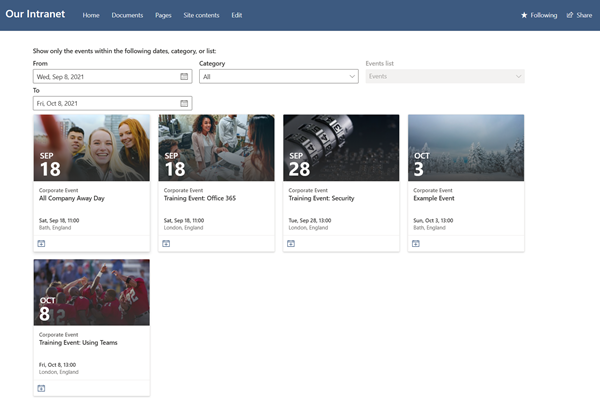 Our Intranet Home Documents Pages Site contents Edit Following Share
Show only the events within the following dates, category, or list:
From Category Events list
Wed, Sep 8, 2021 All Events
To
Fri, Oct 8, 2021
SEP
18
Corporate Event
All Company Away Day
Sat, Sep 18, 11:00
Bath, England
SEP
18
Corporate Event
Training Event: Office 365
Sat, Sep 18, 11:00
London, England
SEP
28
Corporate Event
Training Event: Security
Tue, Sep 28, 13:00
London, England
OCT
3
Corporate Event
Example Event
Sun, Oct 3, 13:00
Bath, England
OCT
8
Corporate Event
Training Event: Using Teams
Fri, Oct 8, 13:00
London, England